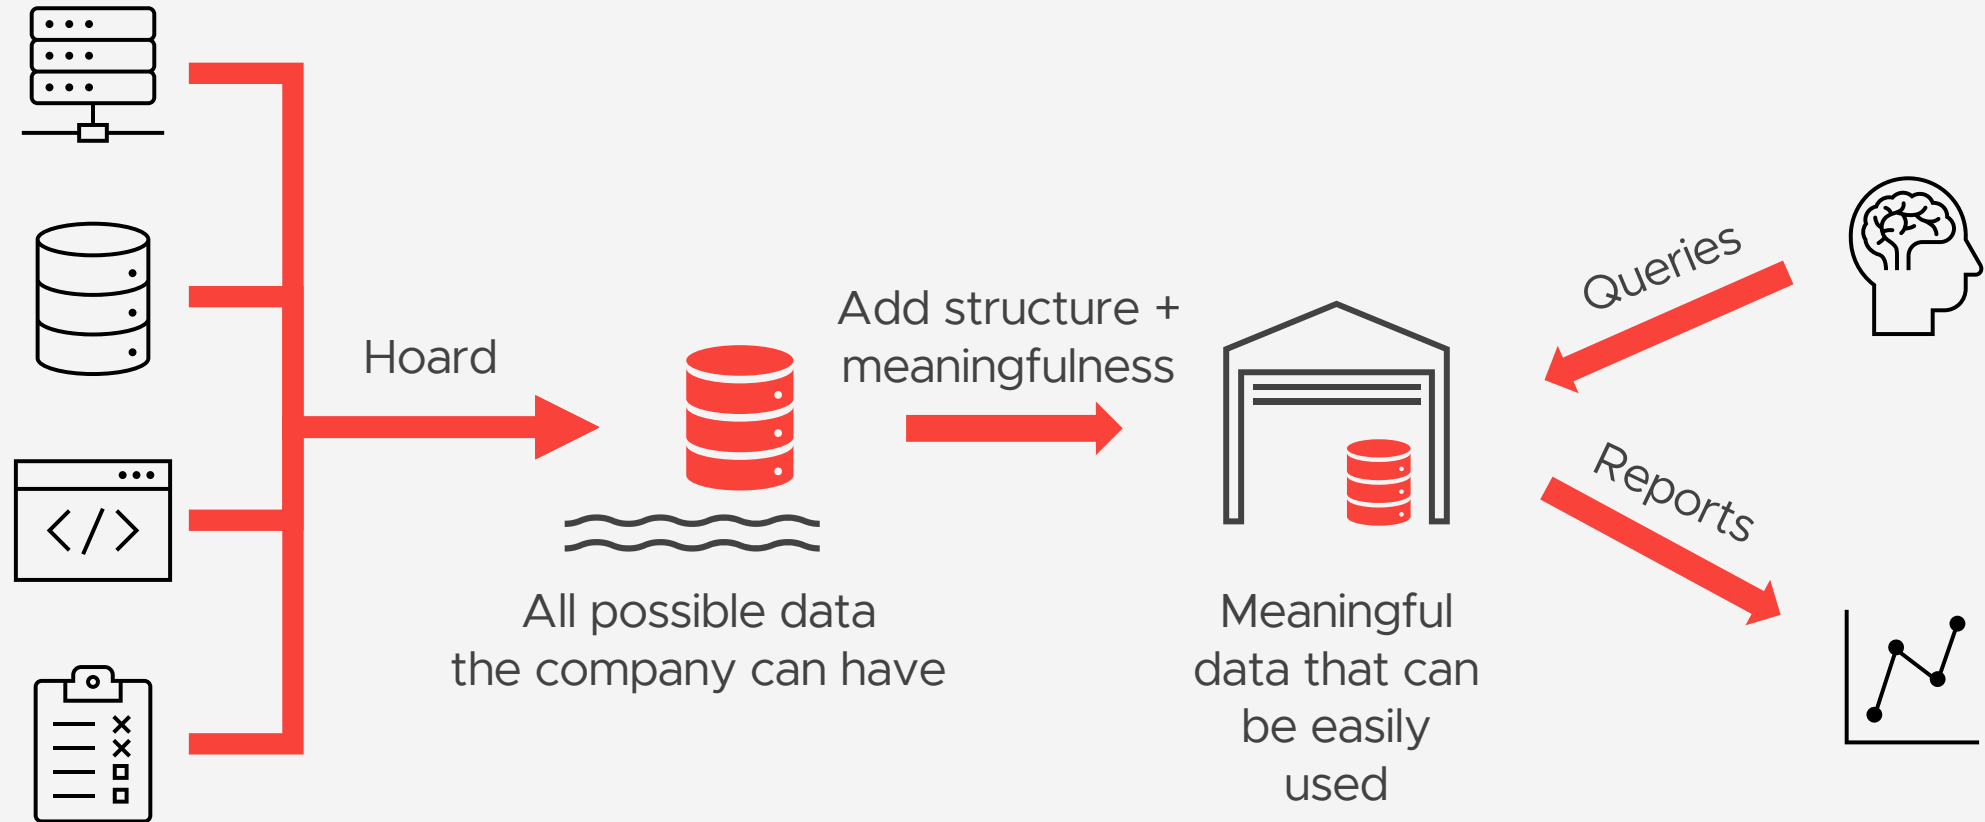 Hoard
All possible data
the company can have
Add structure +
meaningfulness
Meaningful
data that can
be easily
used
Queries
Reports